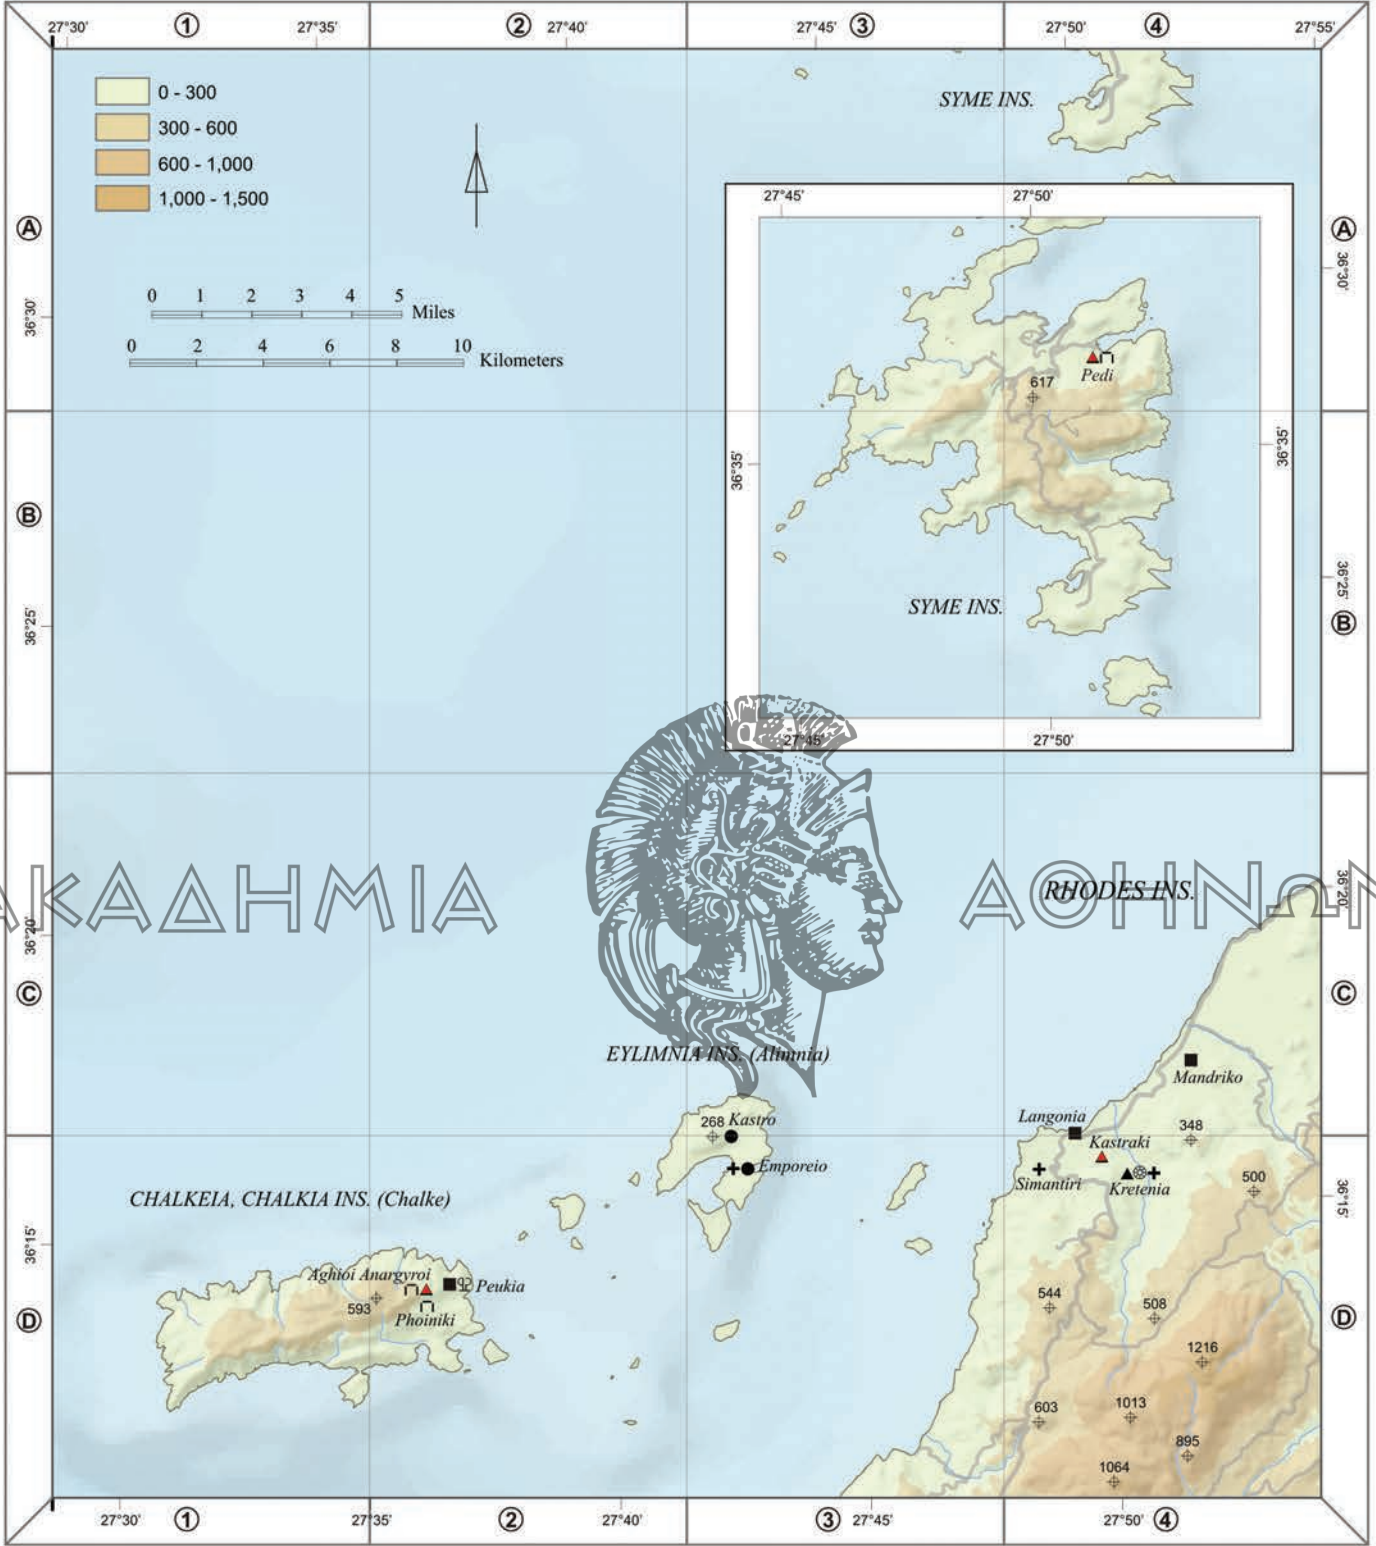 27°30' ① 27°35' ② 27°40' 27°45' ③ 27°50' ④ 27°55'
0 - 300
300 - 600
600 - 1,000
1,000 - 1,500
SYME INS.
27°45' 27°50'
Ⓐ Ⓐ
36°30'
36°30'
0 1 2 3 4 5 Miles
0 2 4 6 8 10 Kilometers
Pedi
617
36°35' 36°35'
Ⓑ
36°25'
36°25'
SYME INS.
Ⓑ
27°45' 27°50'
ΑΚΑΔΗΜΙΑ ΑΘΗΝΩΝ
RHODES INS.
36°20'
36°20'
Ⓒ Ⓒ
EYLIMNIA INS. (Alimnia)
Mandriko
268 Kastro
Langonia
348
Kastraki
Emporeio
Simantiri
Kretenia
500
CHALKEIA, CHALKIA INS. (Chalke)
36°15'
36°15'
Aghioi Anargyroi
Peukia
593
Phoiniki
544
508
Ⓓ Ⓓ
1216
603
1013
895
1064
27°30' ① 27°35' ② 27°40' ③ 27°45' 27°50' ④